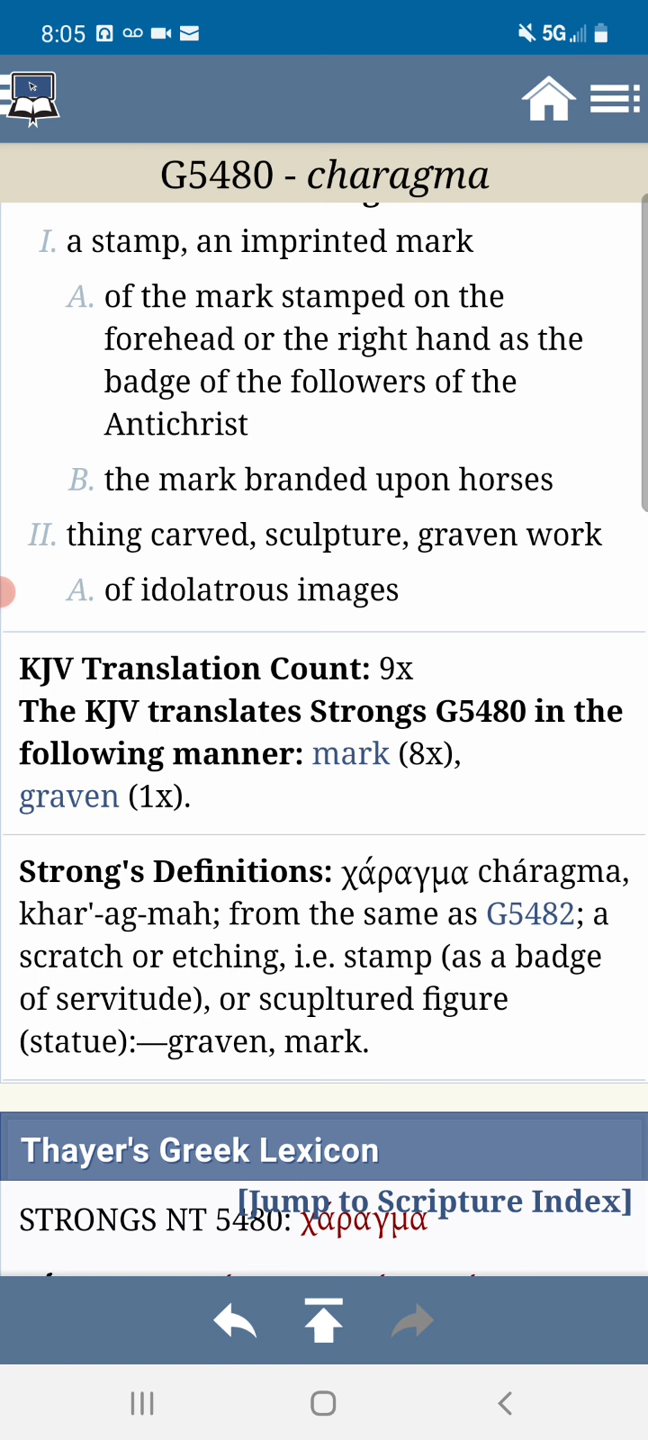 8:05
5G
G5480 - charagma
I. a stamp, an imprinted mark
A. of the mark stamped on the
forehead or the right hand as the
badge of the followers of the
Antichrist
B. the mark branded upon horses
II. thing carved, sculpture, graven work
A. of idolatrous images
KJV Translation Count: 9x
The KJV translates Strongs G5480 in the
following manner: mark (8x),
graven (1x).
Strong's Definitions: χάραγμα cháragma,
khar'-ag-mah; from the same as G5482; a
scratch or etching, i.e. stamp (as a badge
of servitude), or scupltured figure
(statue):—graven, mark.
Thayer's Greek Lexicon
[Jump to Scripture Index]
STRONGS NT 5480: χάραγμα